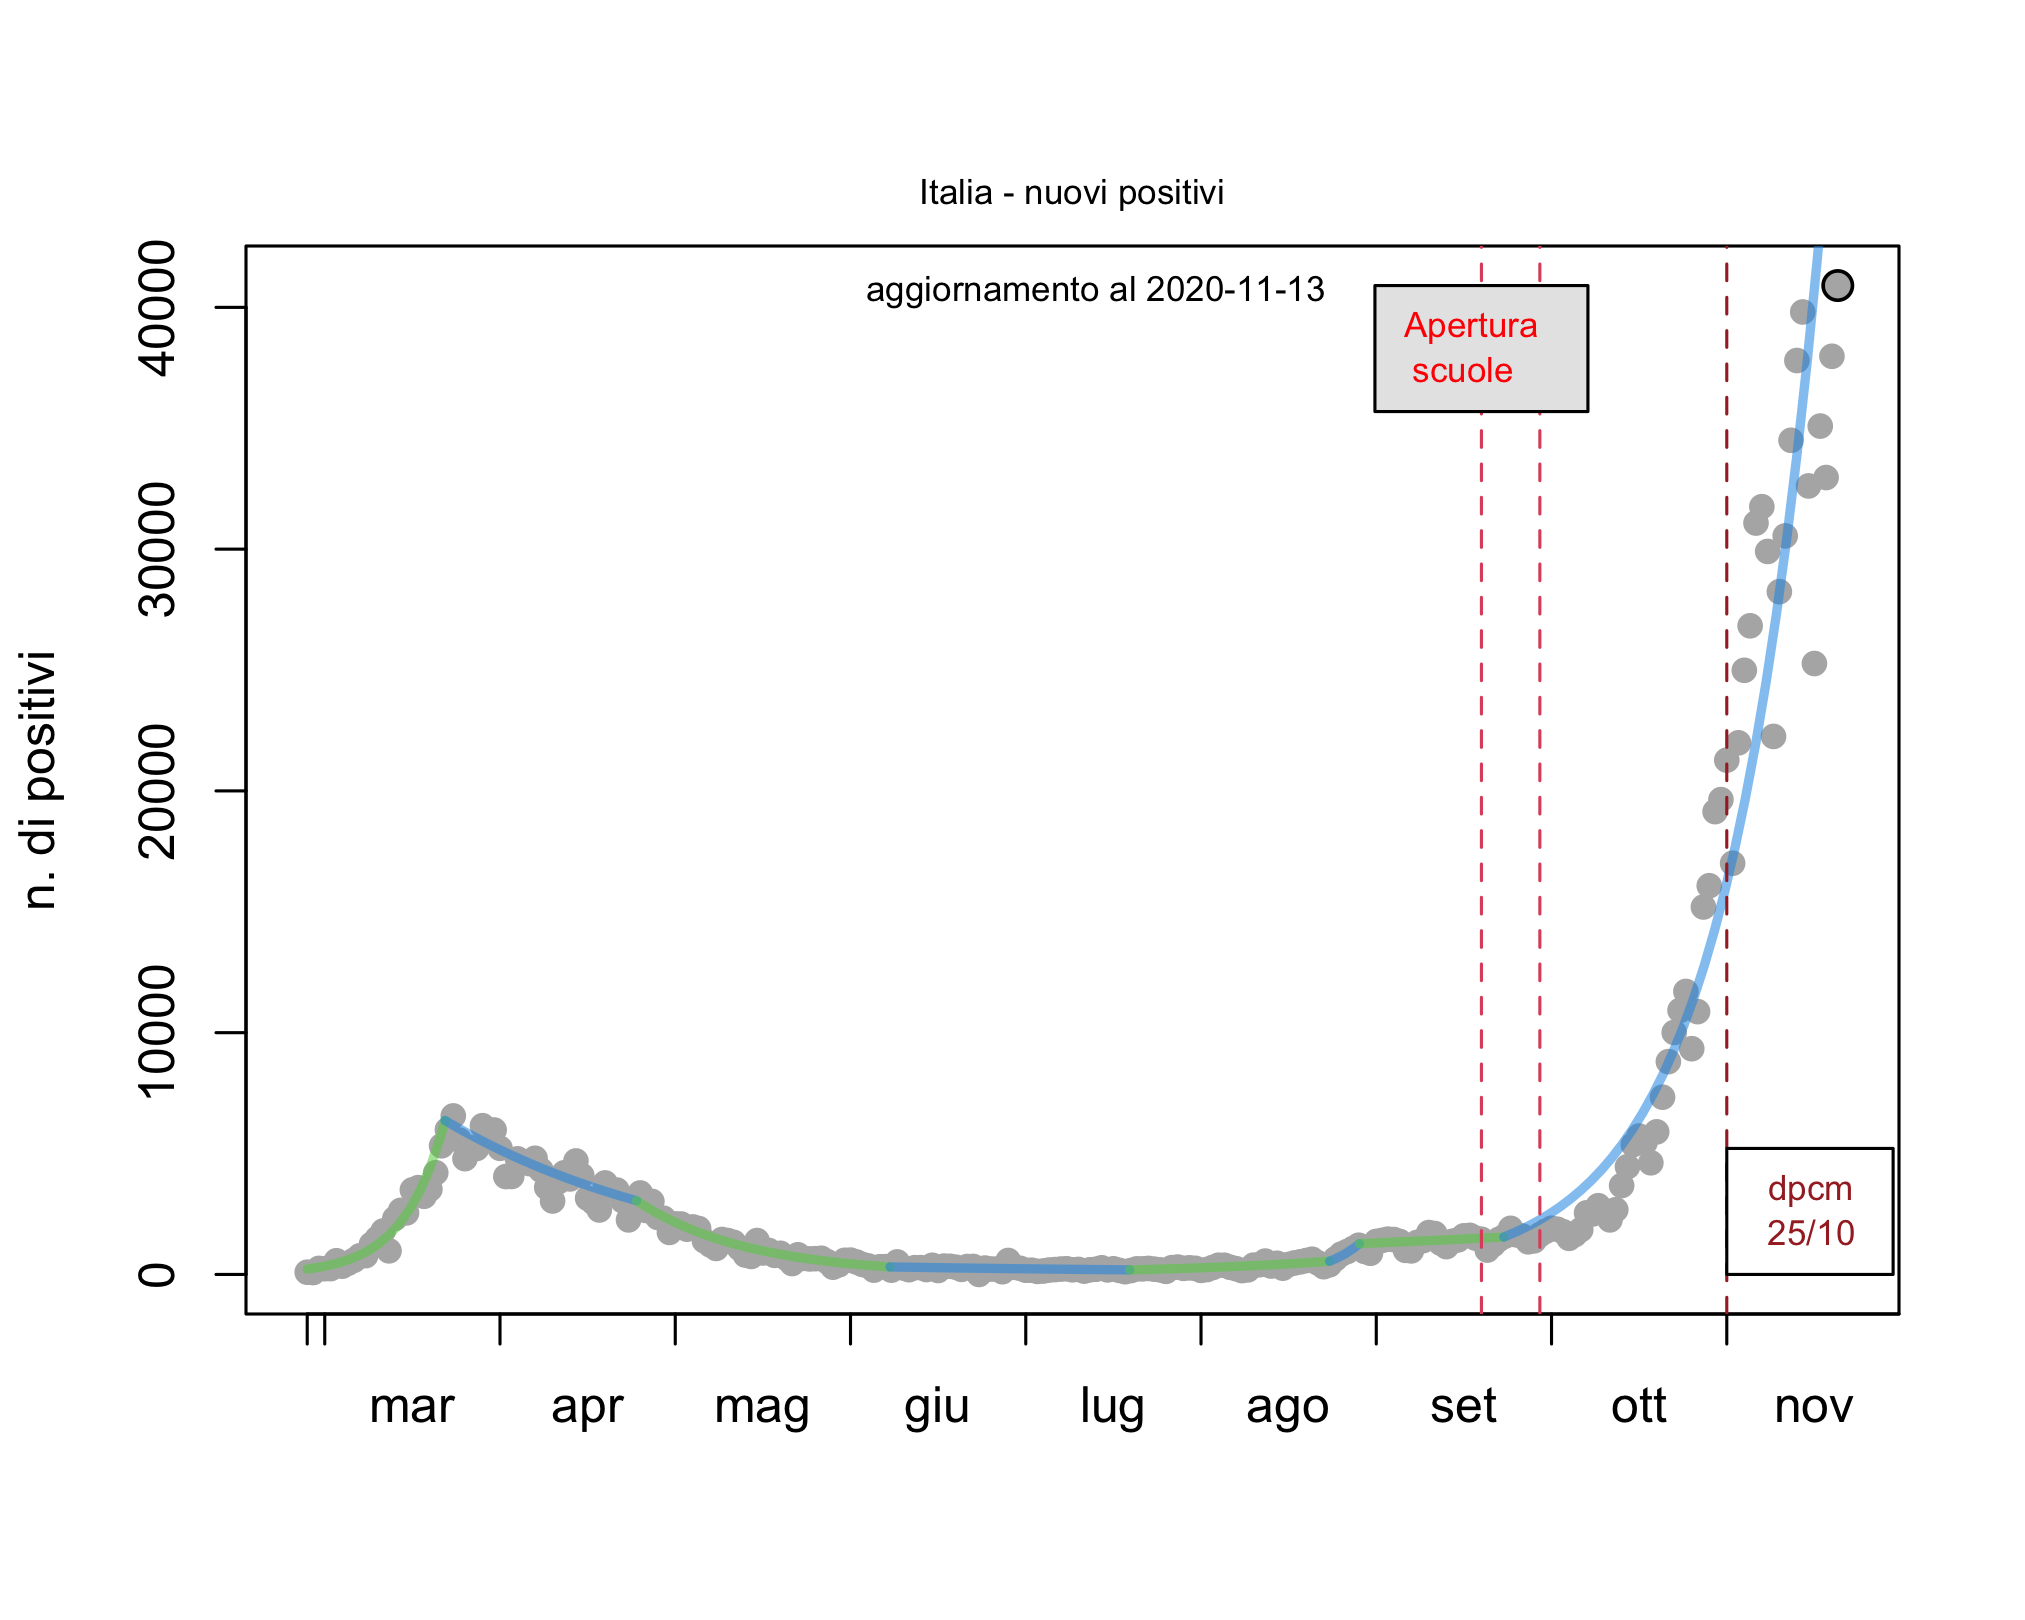 Italia - nuovi positivi
aggiornamento al 2020-11-13
Apertura
scuole
dpcm
25/10
n. di positivi
40000
30000
20000
10000
0
mar apr mag giu lug ago set ott nov